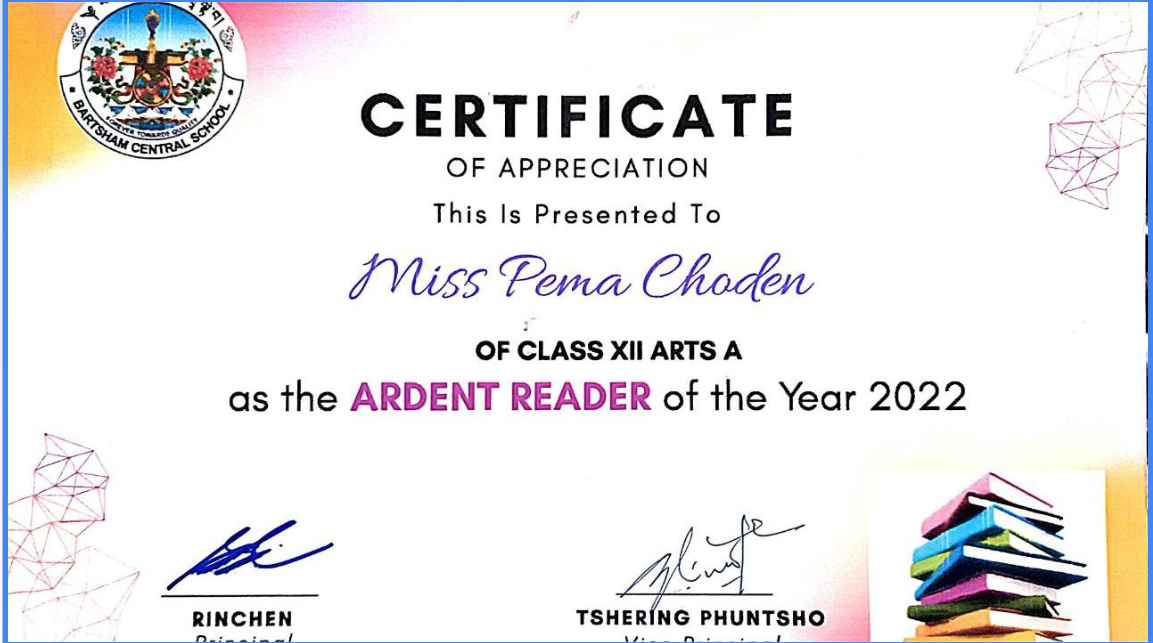 BARTSHAM CENTRAL SCHOOL
FOREVER TOWARDS QUALITY
CERTIFICATE
OF APPRECIATION
This Is Presented To
Miss Pema Choden
OF CLASS XII ARTS A
as the ARDENT READER of the Year 2022
RINCHEN
Principal
TSHERING PHUNTSHO
Vice Principal